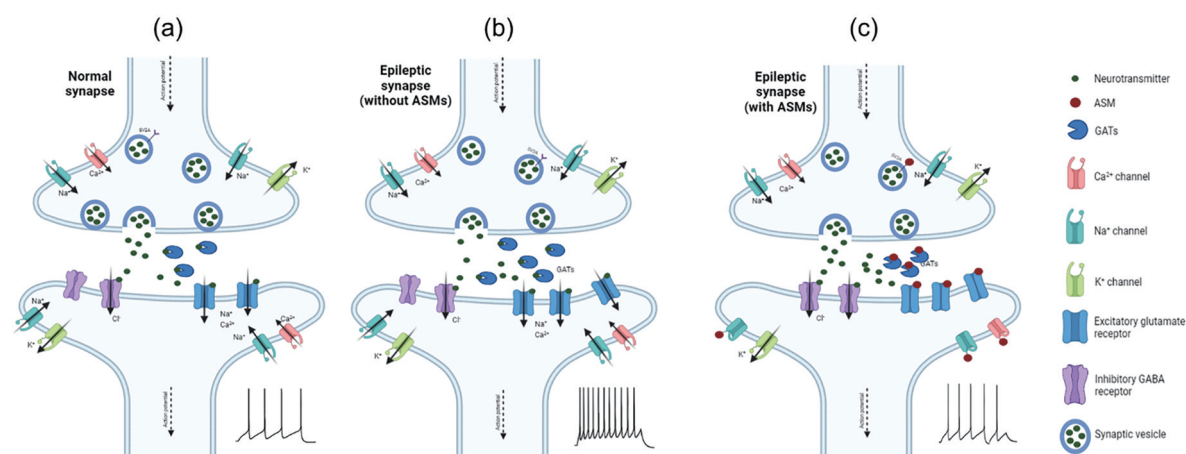 (a)
Normal
synapse
Action potential
SV2A
Ca²⁺
Na⁺
Na⁺
K⁺
Na⁺
K⁺
Cl⁻
Na⁺
Ca²⁺
Na⁺
Ca²⁺
Action potential
(b)
Epileptic
synapse
(without ASMs)
Action potential
SV2A
Na⁺
Ca²⁺
Na⁺
K⁺
GATs
K⁺
Cl⁻
Na⁺
Ca²⁺
Action potential
(c)
Epileptic
synapse
(with ASMs)
Action potential
SV2A
Na⁺
Ca²⁺
Na⁺
K⁺
GATs
K⁺
Cl⁻
Action potential
Neurotransmitter
ASM
GATs
Ca²⁺ channel
Na⁺ channel
K⁺ channel
Excitatory glutamate
receptor
Inhibitory GABA
receptor
Synaptic vesicle